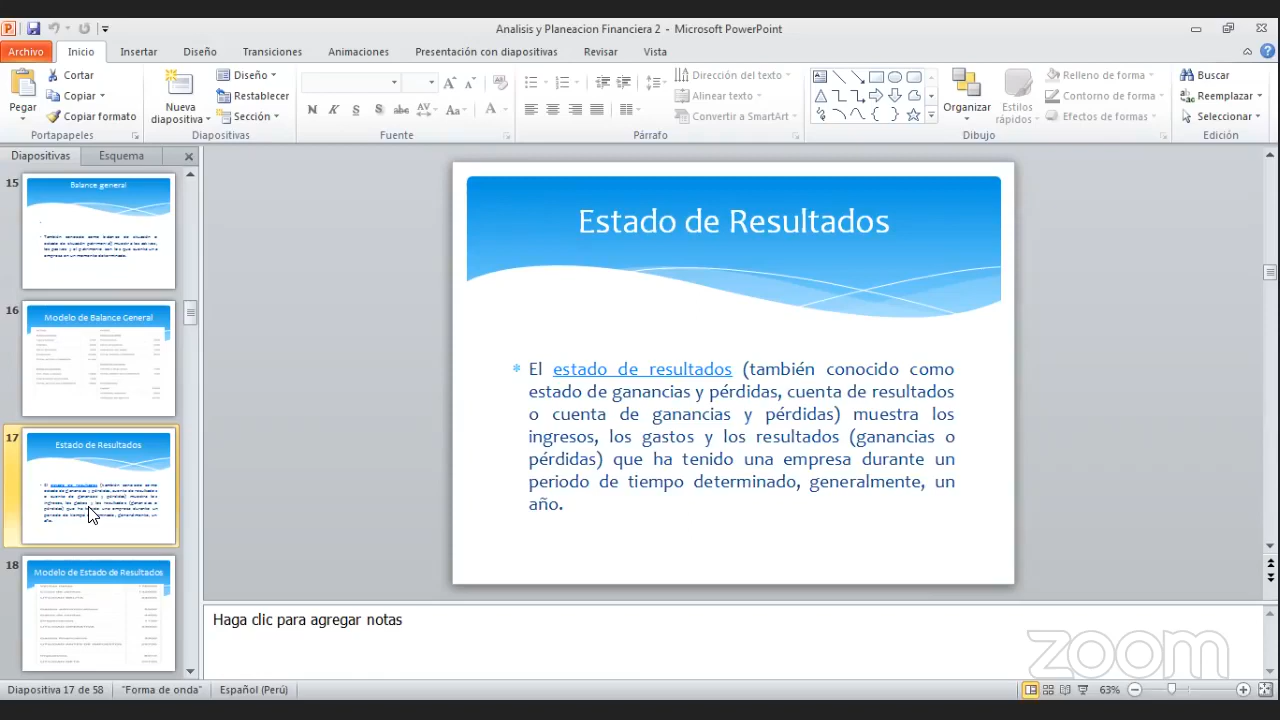 Analisis y Planeacion Financiera 2 - Microsoft PowerPoint
Archivo Inicio Insertar Diseño Transiciones Animaciones Presentación con diapositivas Revisar Vista
Pegar
Cortar
Copiar
Copiar formato
Portapapeles
Nueva diapositiva
Diseño
Restablecer
Sección
Diapositivas
N K S S abc AV Aa A
Fuente
Dirección del texto
Alinear texto
Convertir a SmartArt
Párrafo
Organizar
Estilos rápidos
Relleno de forma
Contorno de forma
Efectos de formas
Dibujo
Buscar
Reemplazar
Seleccionar
Edición
Diapositivas Esquema
15
Balance general
16
Modelo de Balance General
17
Estado de Resultados
18
Modelo de Estado de Resultados
Estado de Resultados
* El estado de resultados (también conocido como
estado de ganancias y pérdidas, cuenta de resultados
o cuenta de ganancias y pérdidas) muestra los
ingresos, los gastos y los resultados (ganancias o
pérdidas) que ha tenido una empresa durante un
periodo de tiempo determinado, generalmente, un
año.
Haga clic para agregar notas
zoom
Diapositiva 17 de 58 "Forma de onda" Español (Perú) 63%